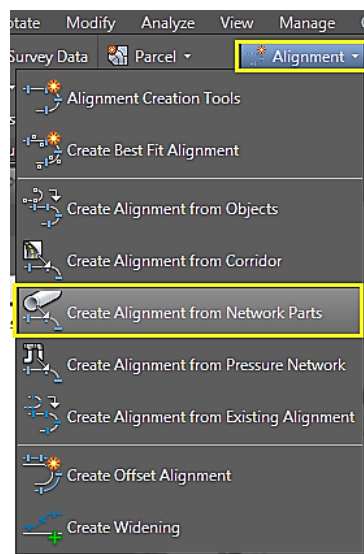 Modify Analyze View Manage
Survey Data Parcel Alignment
Alignment Creation Tools
Create Best Fit Alignment
Create Alignment from Objects
Create Alignment from Corridor
Create Alignment from Network Parts
Create Alignment from Pressure Network
Create Alignment from Existing Alignment
Create Offset Alignment
Create Widening